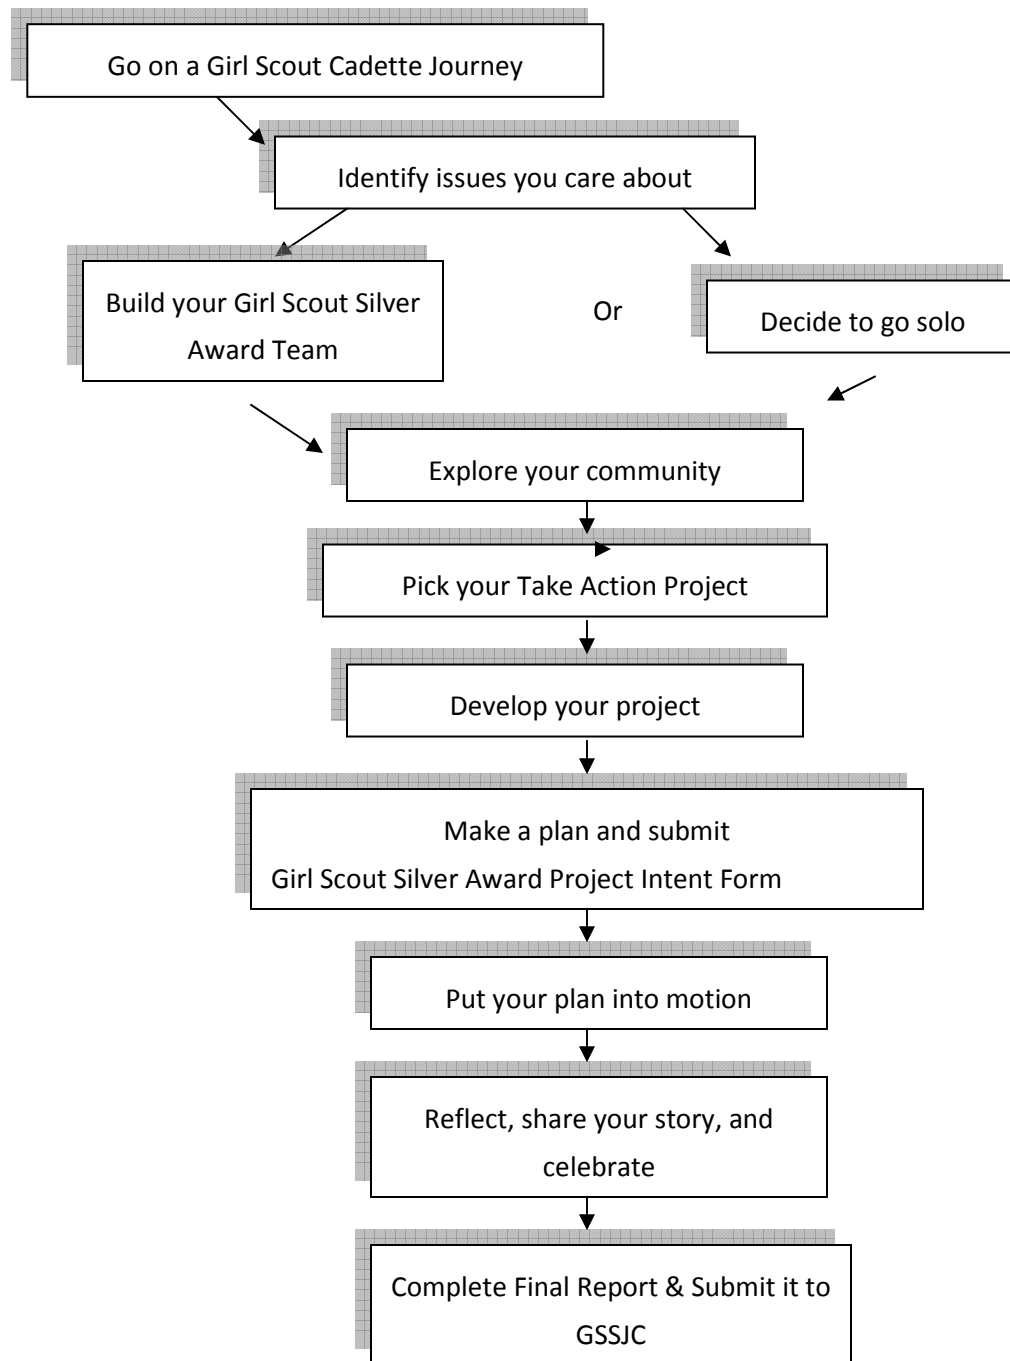 Go on a Girl Scout Cadette Journey
Identify issues you care about
Build your Girl Scout Silver
Award Team
Or
Decide to go solo
Explore your community
Pick your Take Action Project
Develop your project
Make a plan and submit
Girl Scout Silver Award Project Intent Form
Put your plan into motion
Reflect, share your story, and
celebrate
Complete Final Report & Submit it to
GSSJC